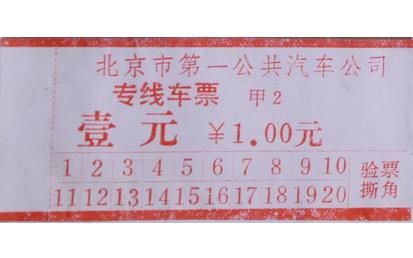 北京市第一公共汽车公司
专线车票 甲2
壹元 ￥1.00元
1 2 3 4 5 6 7 8 9 10 验票
11 12 13 14 15 16 17 18 19 20 撕角